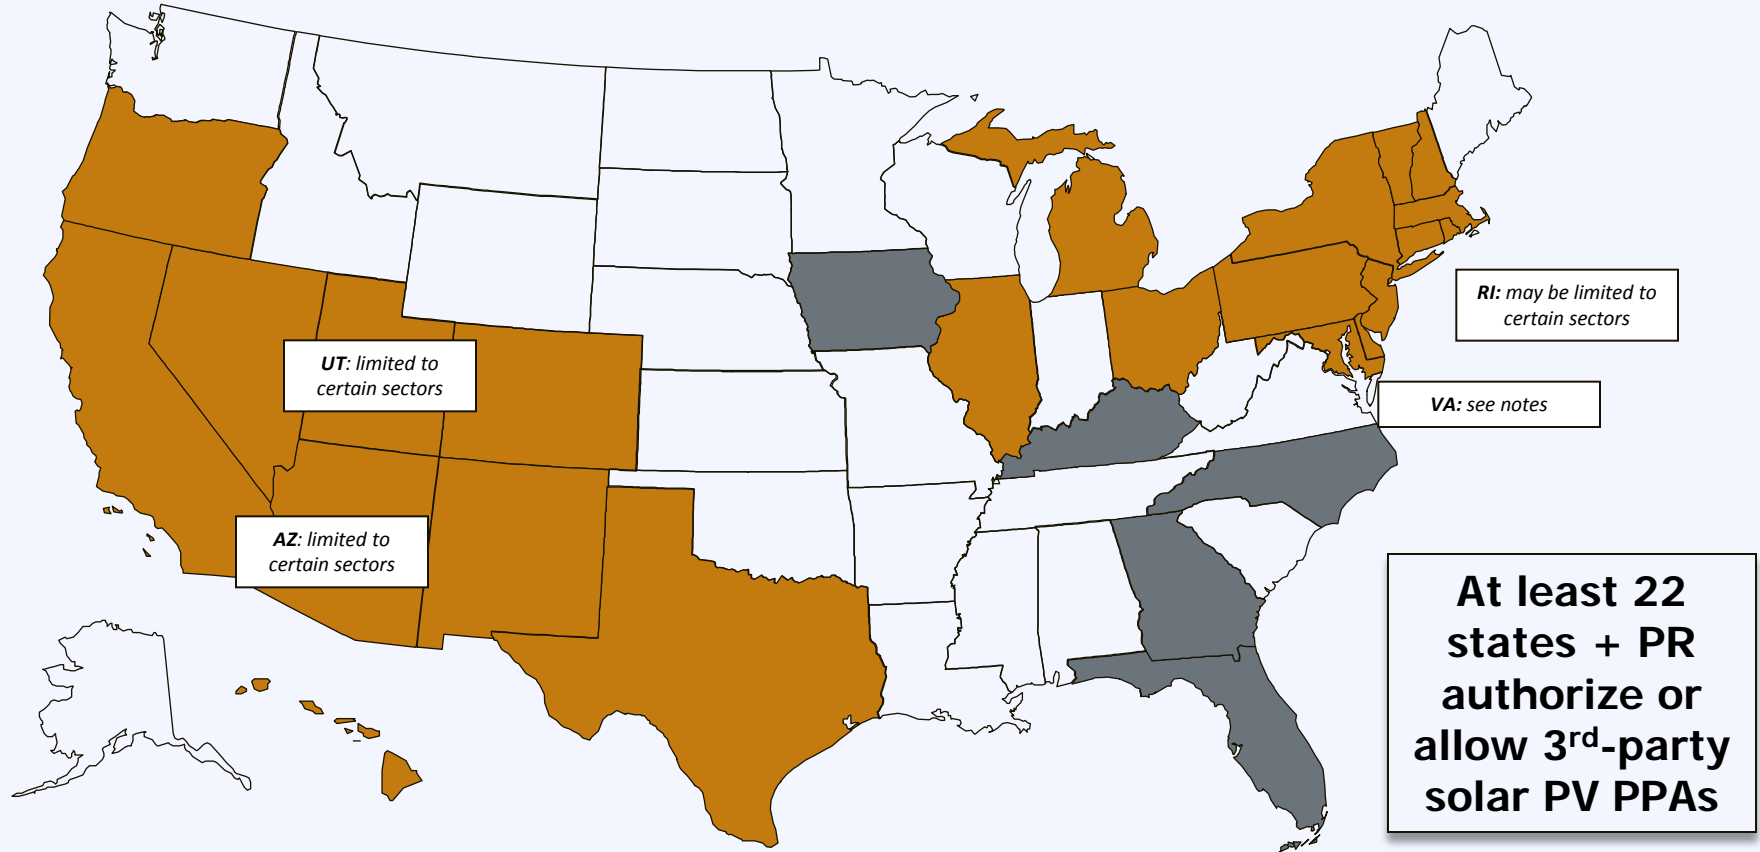 RI: may be limited to
certain sectors
UT: limited to
certain sectors
VA: see notes
AZ: limited to
certain sectors
At least 22
states + PR
authorize or
allow 3rd-party
solar PV PPAs